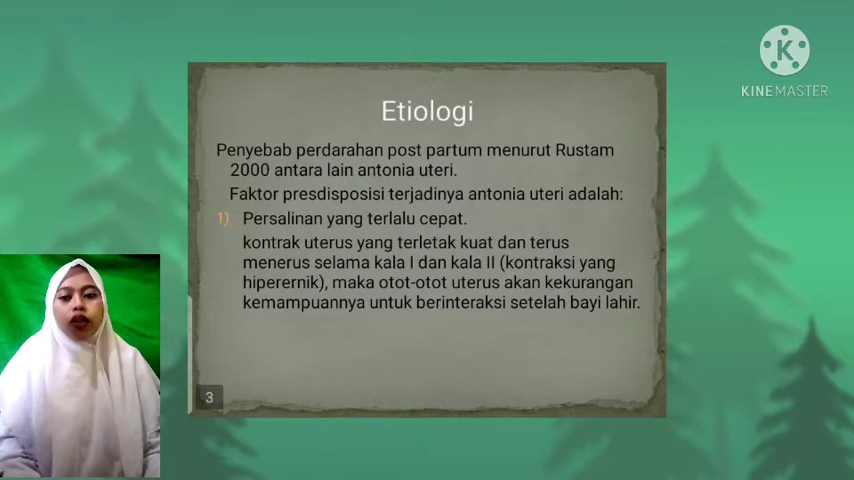 KINEMASTER
Etiologi
Penyebab perdarahan post partum menurut Rustam
2000 antara lain antonia uteri.
Faktor presdisposisi terjadinya antonia uteri adalah:
1) Persalinan yang terlalu cepat.
kontrak uterus yang terletak kuat dan terus
menerus selama kala I dan kala II (kontraksi yang
hiperernik), maka otot-otot uterus akan kekurangan
kemampuannya untuk berinteraksi setelah bayi lahir.
3